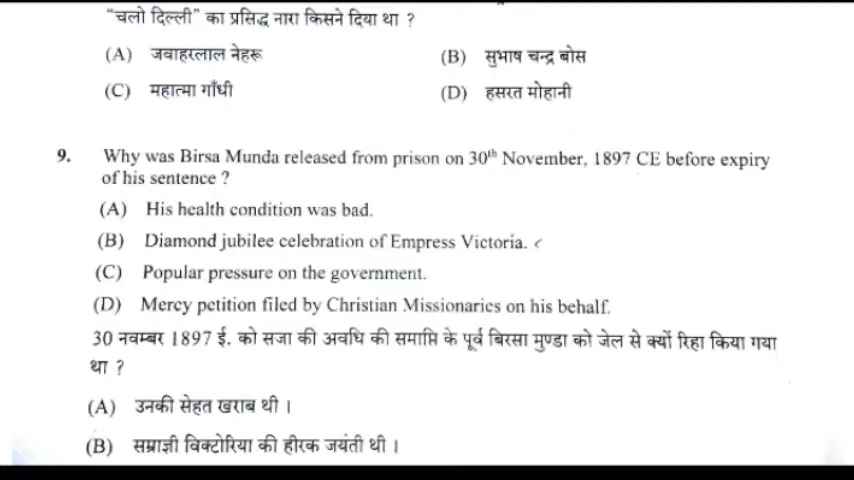 "चलो दिल्ली" का प्रसिद्ध नारा किसने दिया था ?
(A) जवाहरलाल नेहरू (B) सुभाष चन्द्र बोस
(C) महात्मा गाँधी (D) हसरत मोहानी
9. Why was Birsa Munda released from prison on 30th November, 1897 CE before expiry
of his sentence ?
(A) His health condition was bad.
(B) Diamond jubilee celebration of Empress Victoria.
(C) Popular pressure on the government.
(D) Mercy petition filed by Christian Missionaries on his behalf.
30 नवम्बर 1897 ई. को सजा की अवधि की समाप्ति के पूर्व बिरसा मुण्डा को जेल से क्यों रिहा किया गया
था ?
(A) उनकी सेहत खराब थी ।
(B) सम्राज्ञी विक्टोरिया की हीरक जयंती थी ।